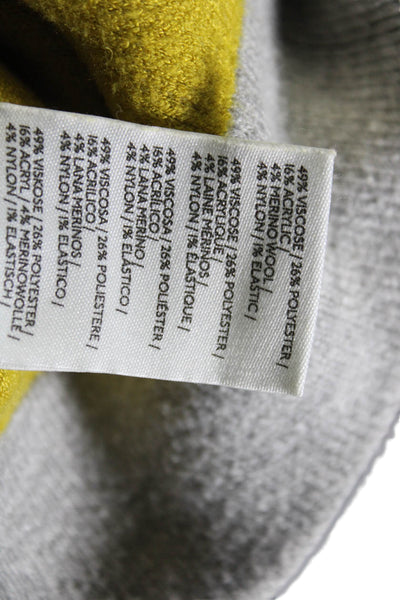 49% VISCOSE / 26% POLYESTER /
16% ACRYLIC /
4% MERINO WOOL /
4% NYLON / 1% ELASTIC /
49% VISCOSE / 26% POLYESTER /
16% ACRYLIQUE /
4% LAINE MERINOS /
4% NYLON / 1% ELASTIQUE /
49% VISCOSA / 26% POLIÉSTER /
16% ACRÍLICO /
4% LANA MERINO /
4% NYLON / 1% ELÁSTICO /
49% VISCOSA / 26% POLIESTERE /
16% ACRILICO /
4% LANA MERINOS /
4% NYLON / 1% ELASTICO /
49% VISKOSE / 26% POLYESTER /
16% ACRYL / 4% MERINOWOLLE /
4% NYLON / 1% ELASTISCH /